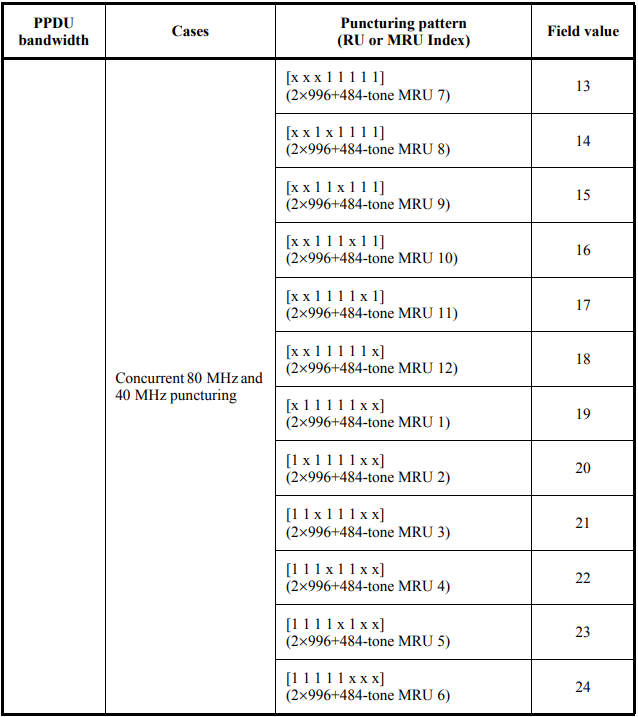 PPDU
bandwidth
Cases
Puncturing pattern
(RU or MRU Index)
Field value
Concurrent 80 MHz and
40 MHz puncturing
[x x x 1 1 1 1 1]
(2×996+484-tone MRU 7)
13
[x x 1 x 1 1 1 1]
(2×996+484-tone MRU 8)
14
[x x 1 1 x 1 1 1]
(2×996+484-tone MRU 9)
15
[x x 1 1 1 x 1 1]
(2×996+484-tone MRU 10)
16
[x x 1 1 1 1 x 1]
(2×996+484-tone MRU 11)
17
[x x 1 1 1 1 1 x]
(2×996+484-tone MRU 12)
18
[x 1 1 1 1 1 x x]
(2×996+484-tone MRU 1)
19
[1 x 1 1 1 1 x x]
(2×996+484-tone MRU 2)
20
[1 1 x 1 1 1 x x]
(2×996+484-tone MRU 3)
21
[1 1 1 x 1 1 x x]
(2×996+484-tone MRU 4)
22
[1 1 1 1 x 1 x x]
(2×996+484-tone MRU 5)
23
[1 1 1 1 1 x x x]
(2×996+484-tone MRU 6)
24